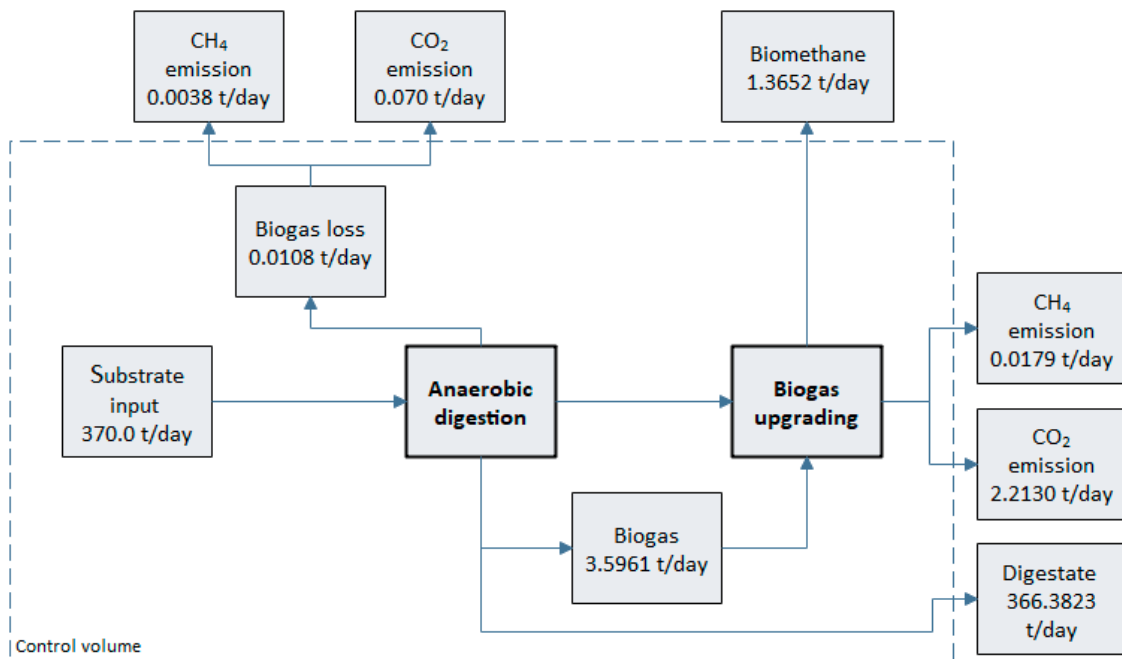 CH₄
emission
0.0038 t/day
CO₂
emission
0.070 t/day
Biomethane
1.3652 t/day
Biogas loss
0.0108 t/day
CH₄
emission
0.0179 t/day
Substrate
input
370.0 t/day
Anaerobic
digestion
Biogas
upgrading
CO₂
emission
2.2130 t/day
Biogas
3.5961 t/day
Digestate
366.3823
t/day
Control volume